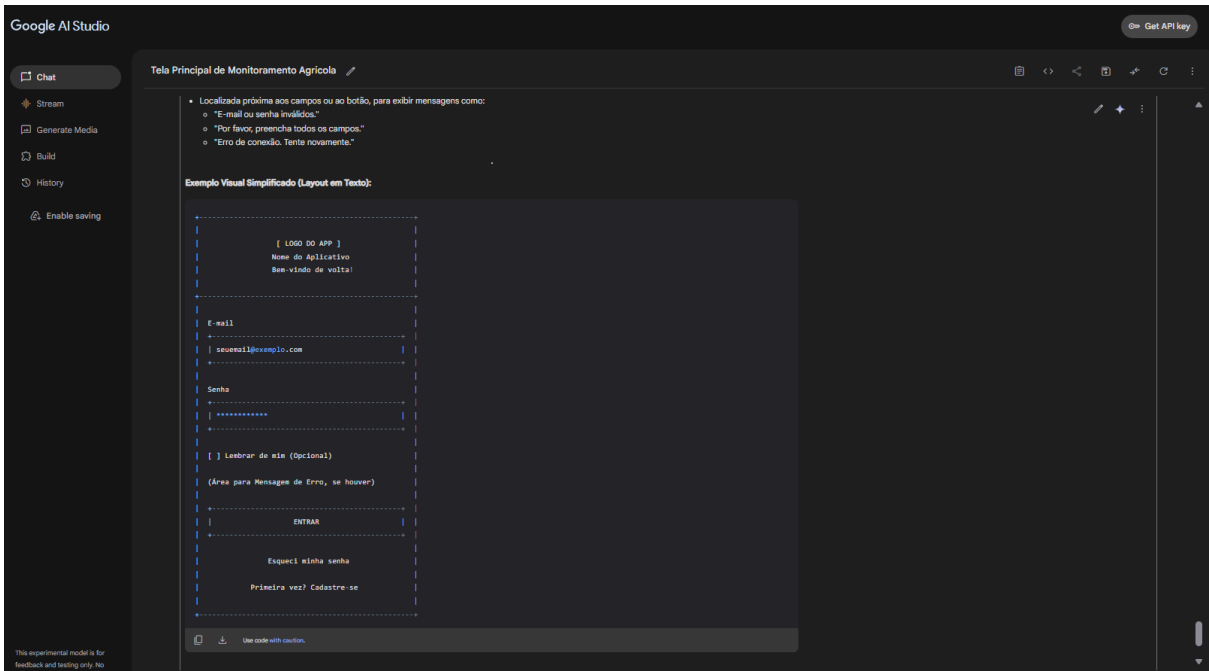 Google AI Studio
Get API key
Chat
Stream
Generate Media
Build
History
Enable saving
This experimental model is for
feedback and testing only. No
Tela Principal de Monitoramento Agricola
Localizada próxima aos campos ou ao botão, para exibir mensagens como:
"E-mail ou senha inválidos."
"Por favor, preencha todos os campos."
"Erro de conexão. Tente novamente."
Exemplo Visual Simplificado (Layout em Texto):
[ LOGO DO APP ]
Nome do Aplicativo
Bem-vindo de volta!
E-mail
seuemail@exemplo.com
Senha
************
[ ] Lembrar de mim (Opcional)
(Área para Mensagem de Erro, se houver)
ENTRAR
Esqueci minha senha
Primeira vez? Cadastre-se
Use code with caution.